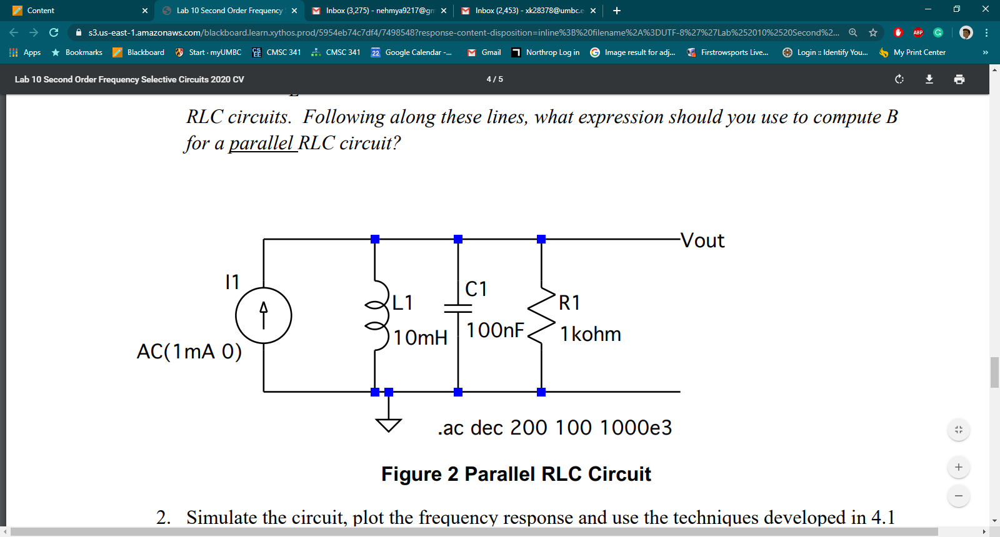 Content
Lab 10 Second Order Frequency
Inbox (3,275) - nehmya9217@gm
Inbox (2,453) - xk28378@umbc.e
s3.us-east-1.amazonaws.com/blackboard.learn.xythos.prod/5954eb74c7df4/7498548?response-content-disposition=inline%3B%20filename%2A%3DUTF-8%27%27Lab%252010%2520Second%2...
ABP
Apps
Bookmarks
Blackboard
Start · myUMBC
CS EE
CMSC 341
CMSC 341
22
Google Calendar -...
Gmail
Northrop Log in
Image result for adj...
Firstrowsports Live...
Login :: Identify You...
My Print Center
»
Lab 10 Second Order Frequency Selective Circuits 2020 CV
4 / 5
RLC circuits. Following along these lines, what expression should you use to compute B
for a parallel RLC circuit?
Vout
I1
AC(1mA 0)
L1
10mH
C1
100nF
R1
1kohm
.ac dec 200 100 1000e3
Figure 2 Parallel RLC Circuit
2. Simulate the circuit, plot the frequency response and use the techniques developed in 4.1